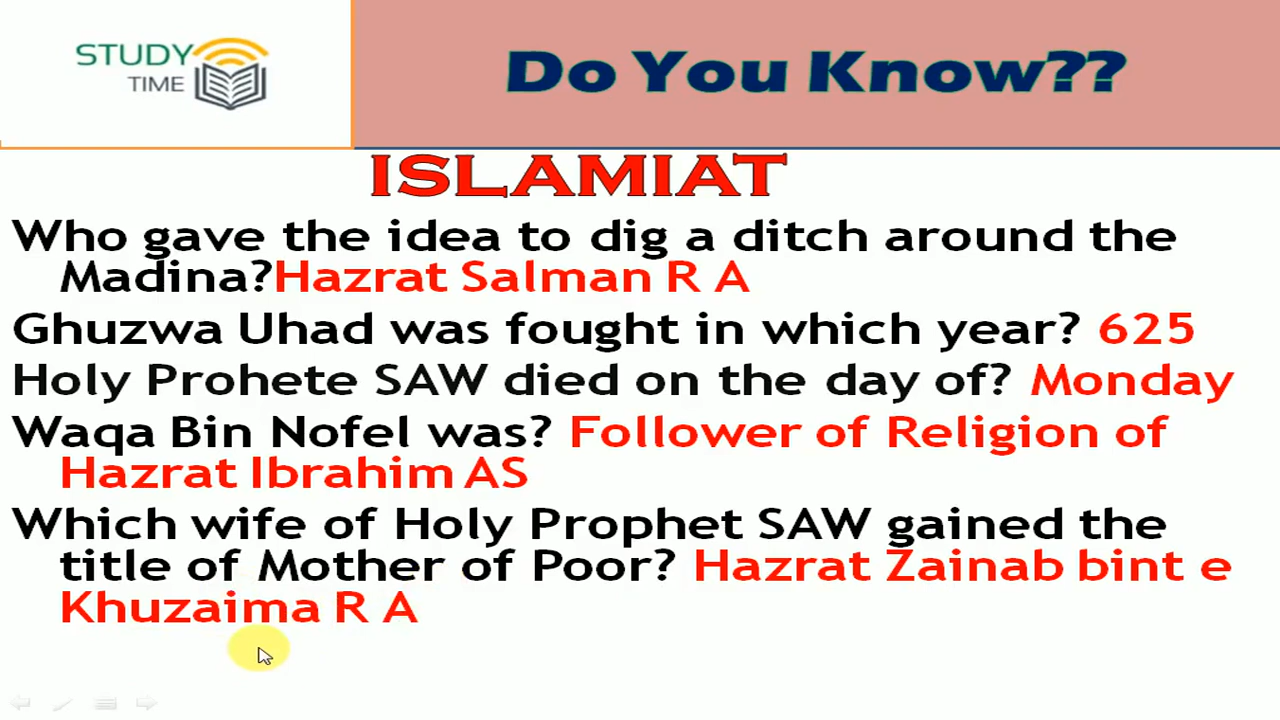 STUDY
TIME
Do You Know??
ISLAMIAT
Who gave the idea to dig a ditch around the
Madina?Hazrat Salman R A
Ghuzwa Uhad was fought in which year? 625
Holy Prohete SAW died on the day of? Monday
Waqa Bin Nofel was? Follower of Religion of
Hazrat Ibrahim AS
Which wife of Holy Prophet SAW gained the
title of Mother of Poor? Hazrat Zainab bint e
Khuzaima R A